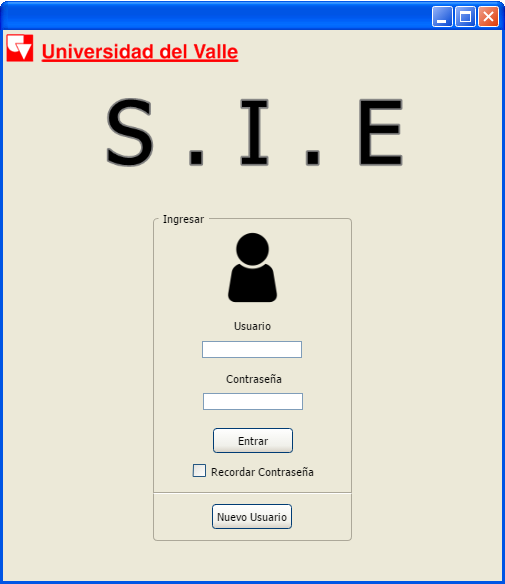 Universidad del Valle
S . I . E
Ingresar
Usuario
Contraseña
Entrar
Recordar Contraseña
Nuevo Usuario